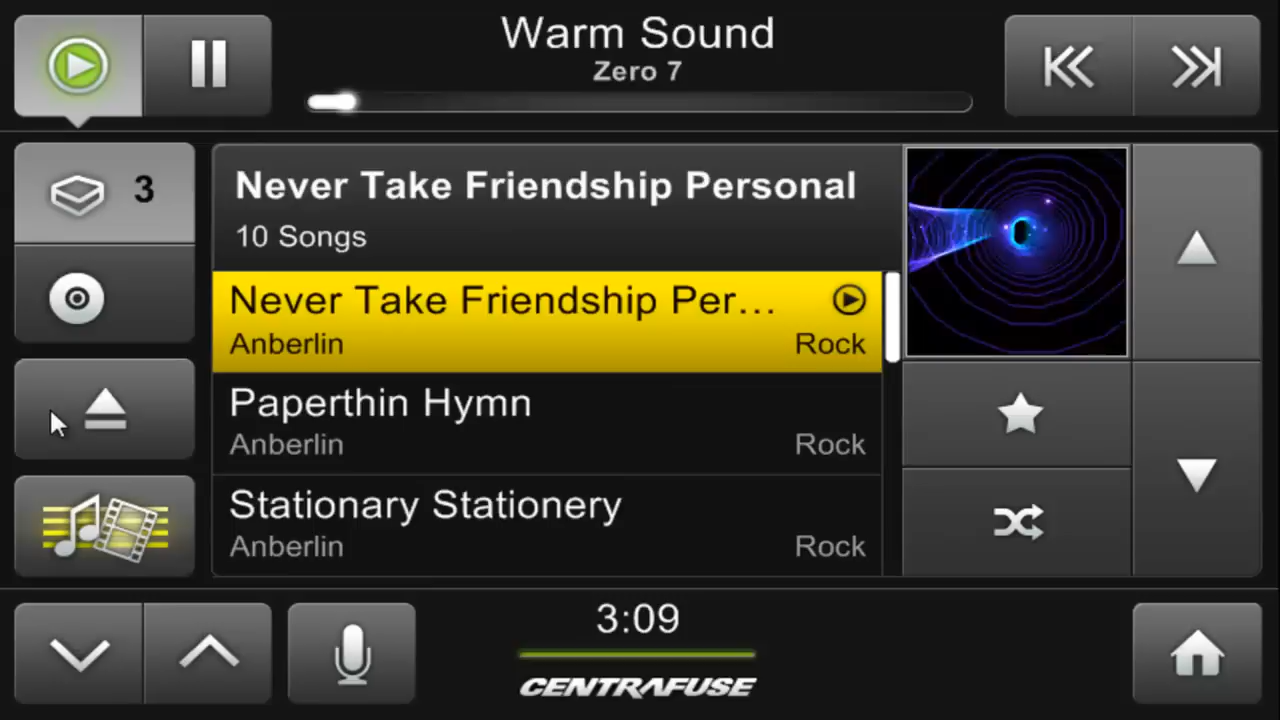 Warm Sound
Zero 7
3
Never Take Friendship Personal
10 Songs
Never Take Friendship Per...
Anberlin
Rock
Paperthin Hymn
Anberlin
Rock
Stationary Stationery
Anberlin
Rock
3:09
CENTRAFUSE